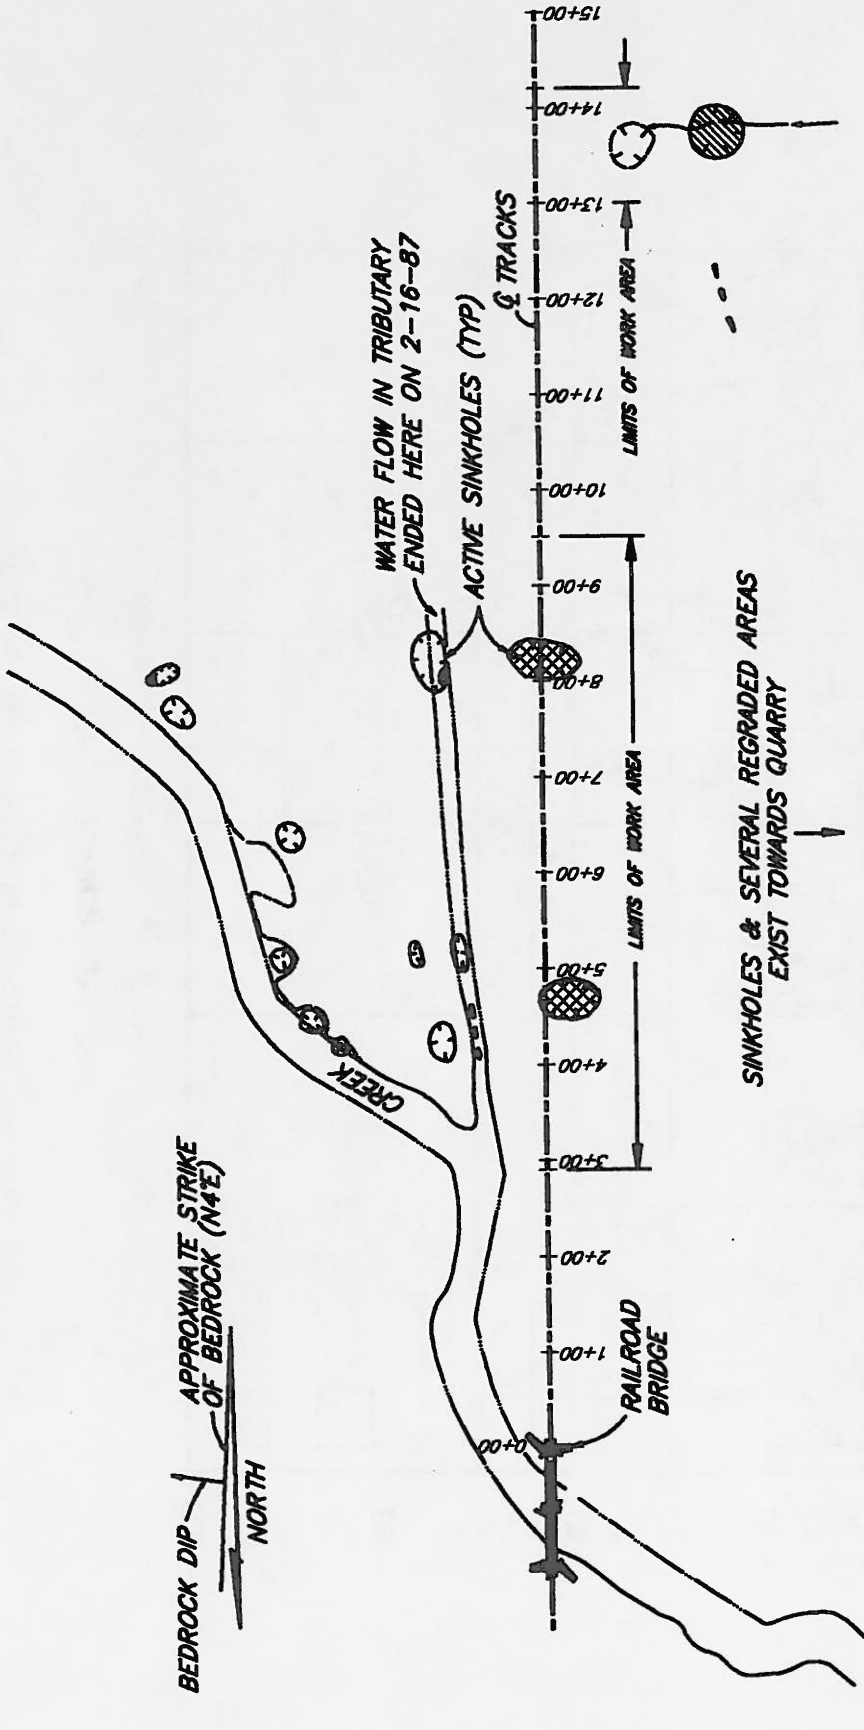 BEDROCK DIP
APPROXIMATE STRIKE
OF BEDROCK (N4°E)
NORTH
CREEK
WATER FLOW IN TRIBUTARY
ENDED HERE ON 2-16-87
ACTIVE SINKHOLES (TYP)
℄ TRACKS
0+00
1+00
2+00
3+00
4+00
5+00
6+00
7+00
8+00
9+00
10+00
11+00
12+00
13+00
14+00
15+00
RAILROAD
BRIDGE
LIMITS OF WORK AREA
LIMITS OF WORK AREA
SINKHOLES & SEVERAL REGRADED AREAS
EXIST TOWARDS QUARRY